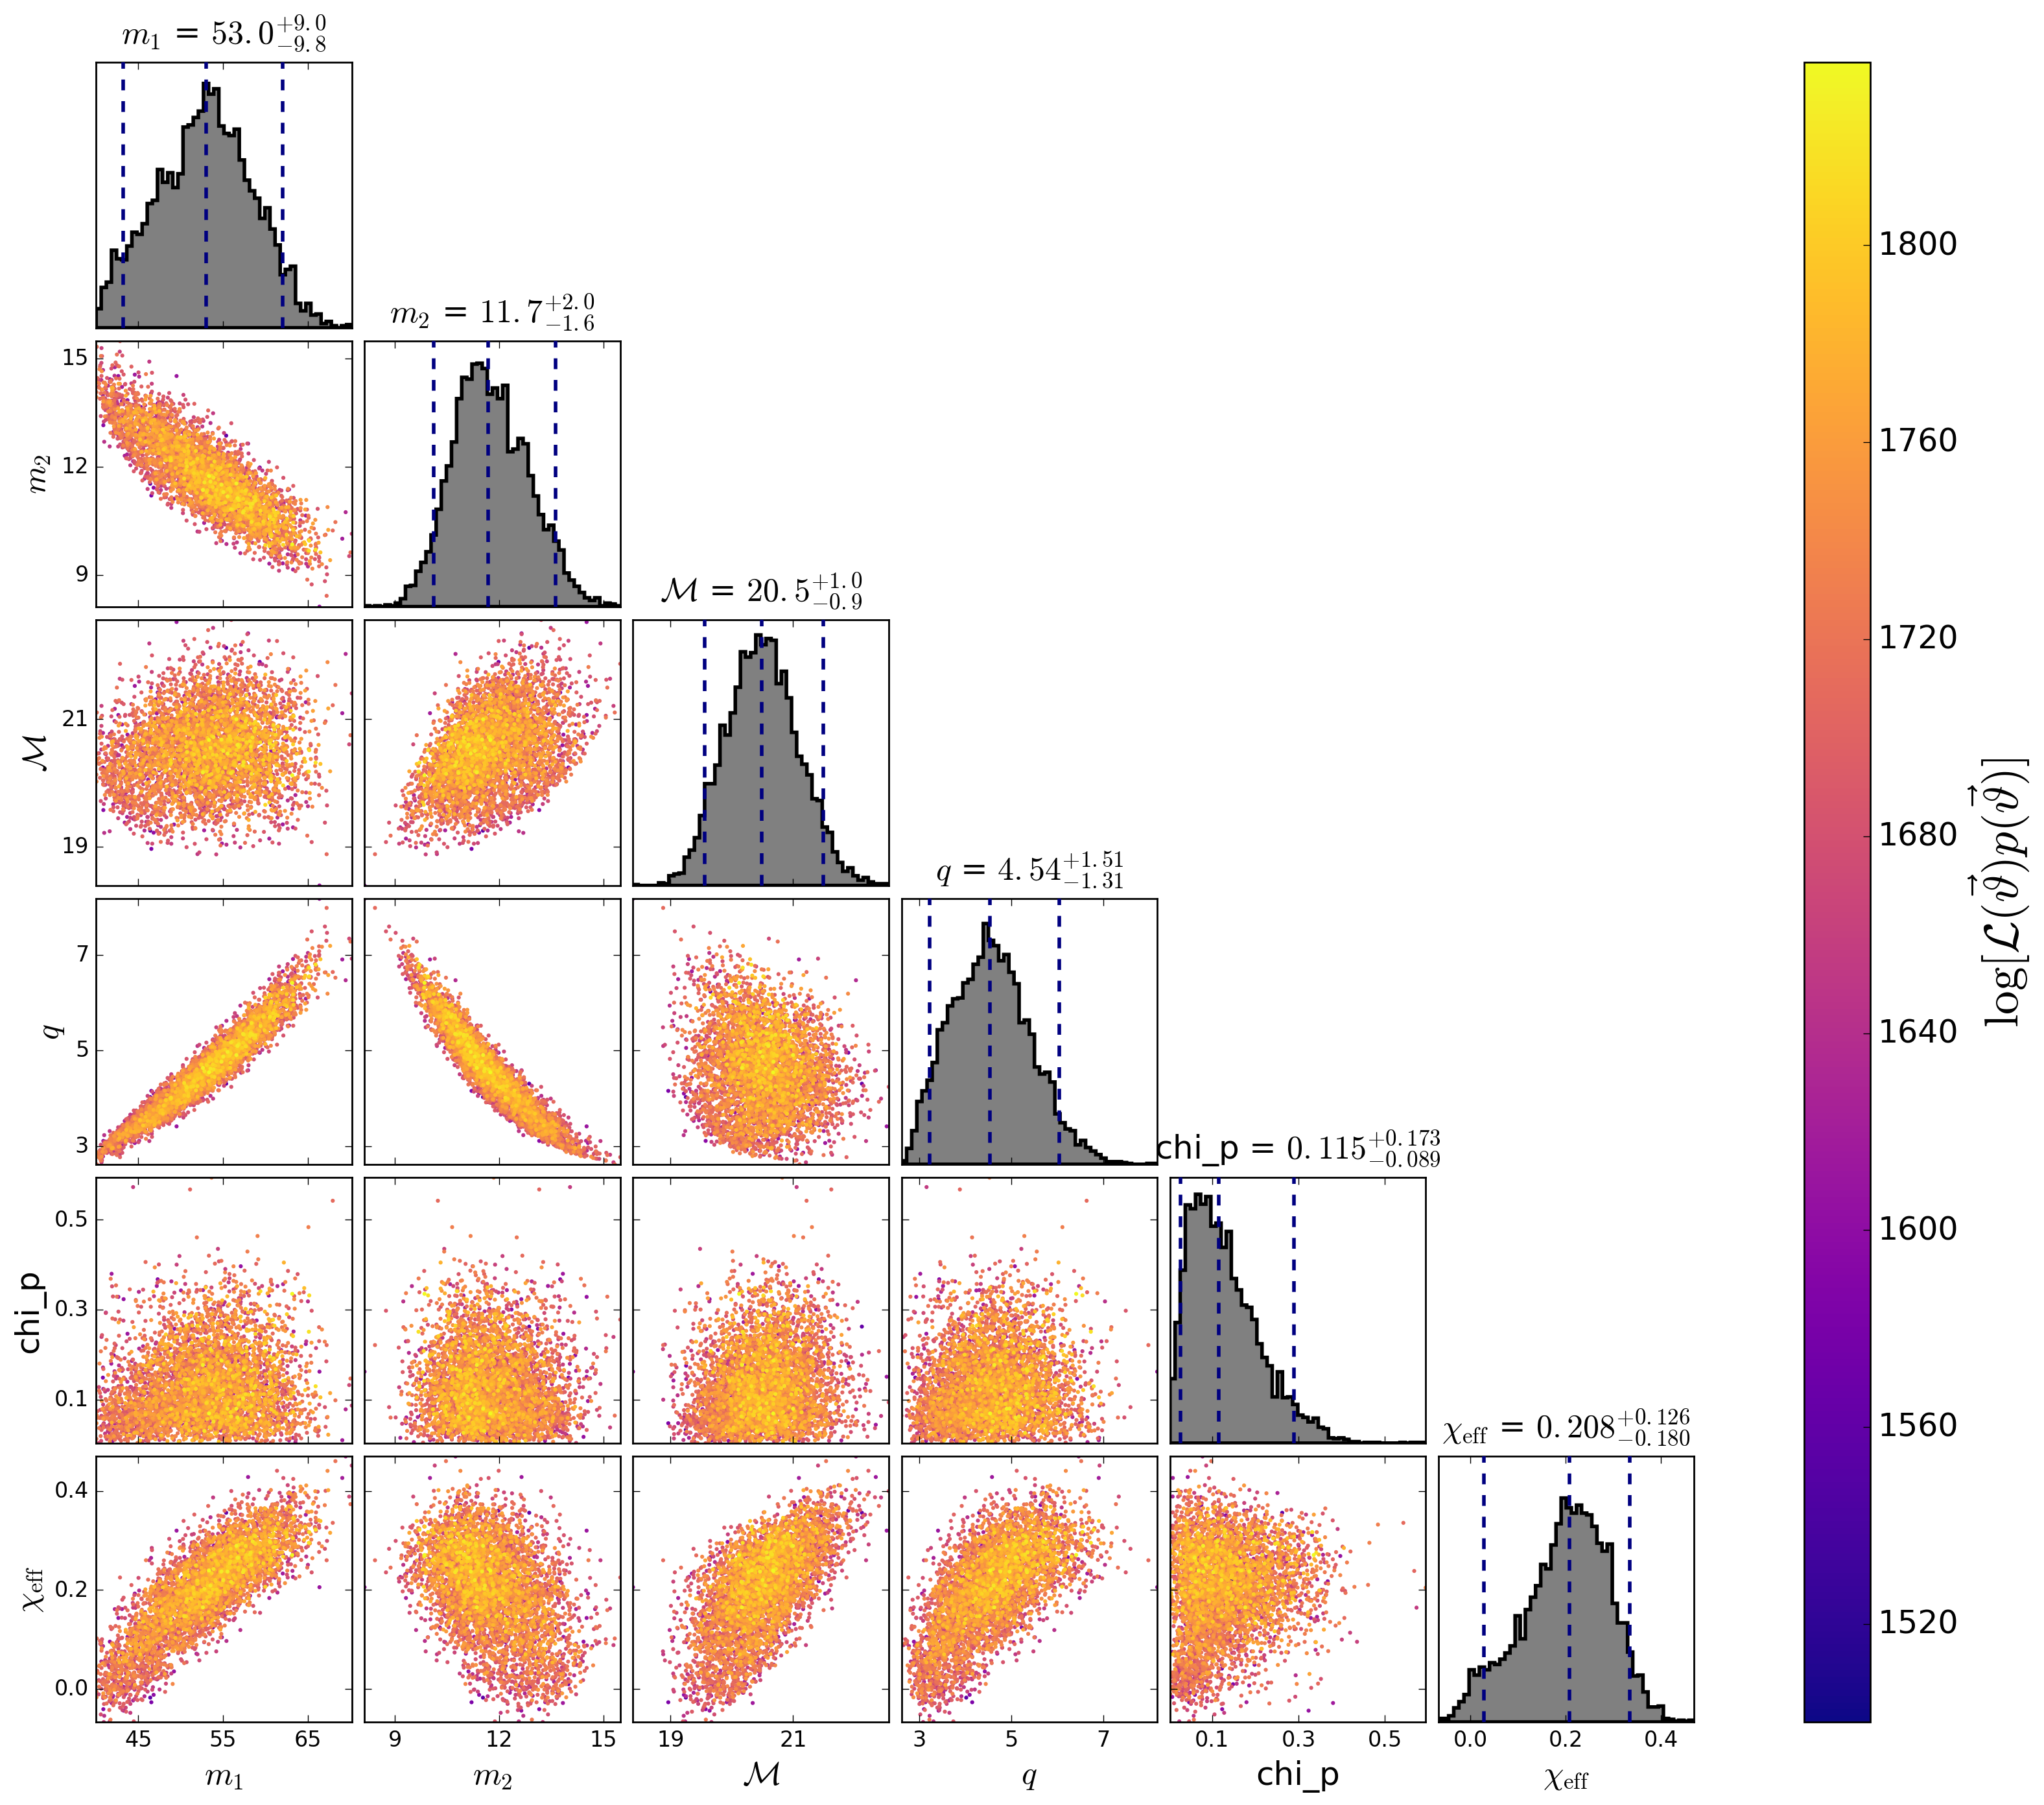 m₁ = 53.0⁺⁹·⁰₋₉.₈
m₂ = 11.7⁺²·⁰₋₁.₆
15
12
9
m₂
ℳ = 20.5⁺¹·⁰₋₀.₉
21
19
ℳ
q = 4.54⁺¹·⁵¹₋₁.₃₁
7
5
3
q
chi_p = 0.115⁺⁰·¹⁷³₋₀.₀₈₉
0.5
0.3
0.1
chi_p
χeff = 0.208⁺⁰·¹²⁶₋₀.₁₈₀
0.4
0.2
0.0
χeff
45 55 65 9 12 15 19 21 3 5 7 0.1 0.3 0.5 0.0 0.2 0.4
m₁ m₂ ℳ q chi_p χeff
1800
1760
1720
1680
1640
1600
1560
1520
log[ℒ(ϑ⃗)p(ϑ⃗)]